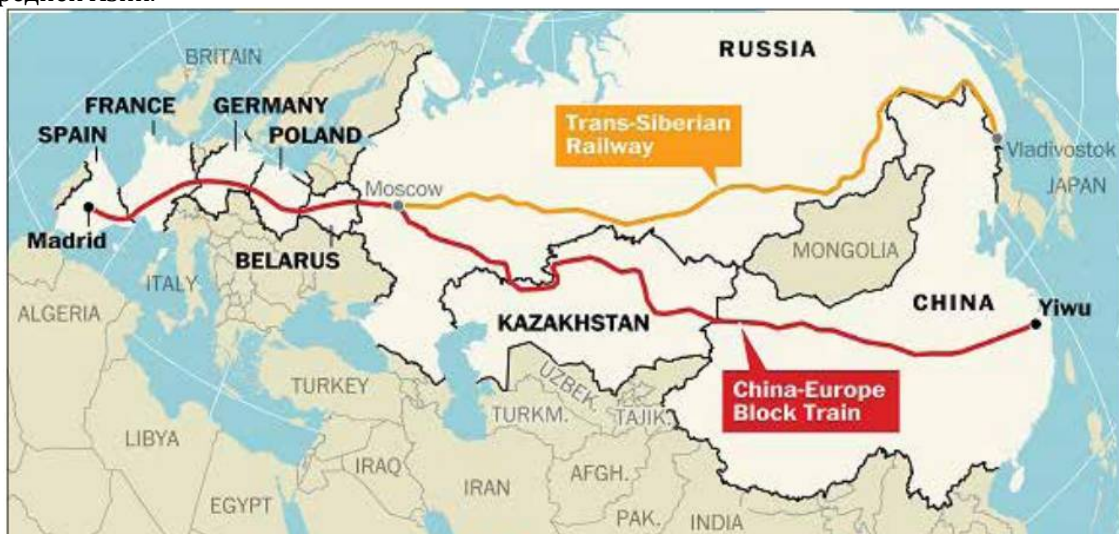 RUSSIA
BRITAIN
FRANCE
GERMANY
SPAIN
POLAND
Trans-Siberian
Railway
Moscow
Vladivostok
JAPAN
Madrid
BELARUS
MONGOLIA
ITALY
CHINA
ALGERIA
KAZAKHSTAN
Yiwu
TURKEY
UZBEK.
China-Europe
Block Train
TURKM.
TAJIK.
LIBYA
IRAQ
IRAN
AFGH.
EGYPT
PAK.
INDIA